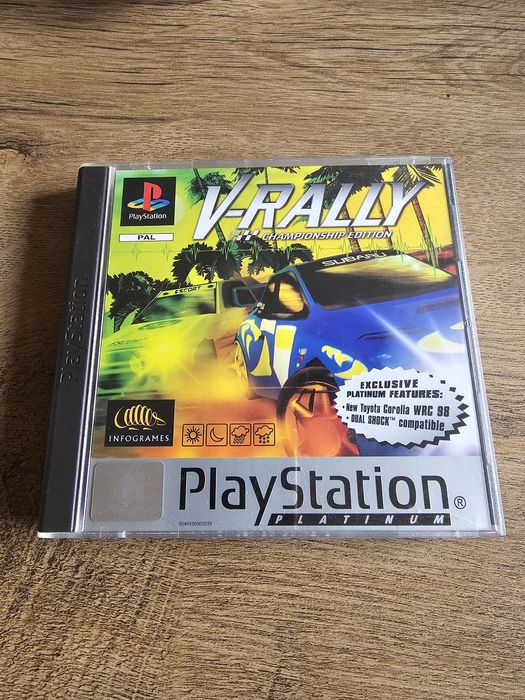 PlayStation
PlayStation
PAL
V-RALLY
CHAMPIONSHIP EDITION
SUBARU
ESCORT
EXCLUSIVE
PLATINUM FEATURES:
• New Toyota Corolla WRC 98
• DUAL SHOCK™ compatible
INFOGRAMES
PlayStation®
PLATINUM